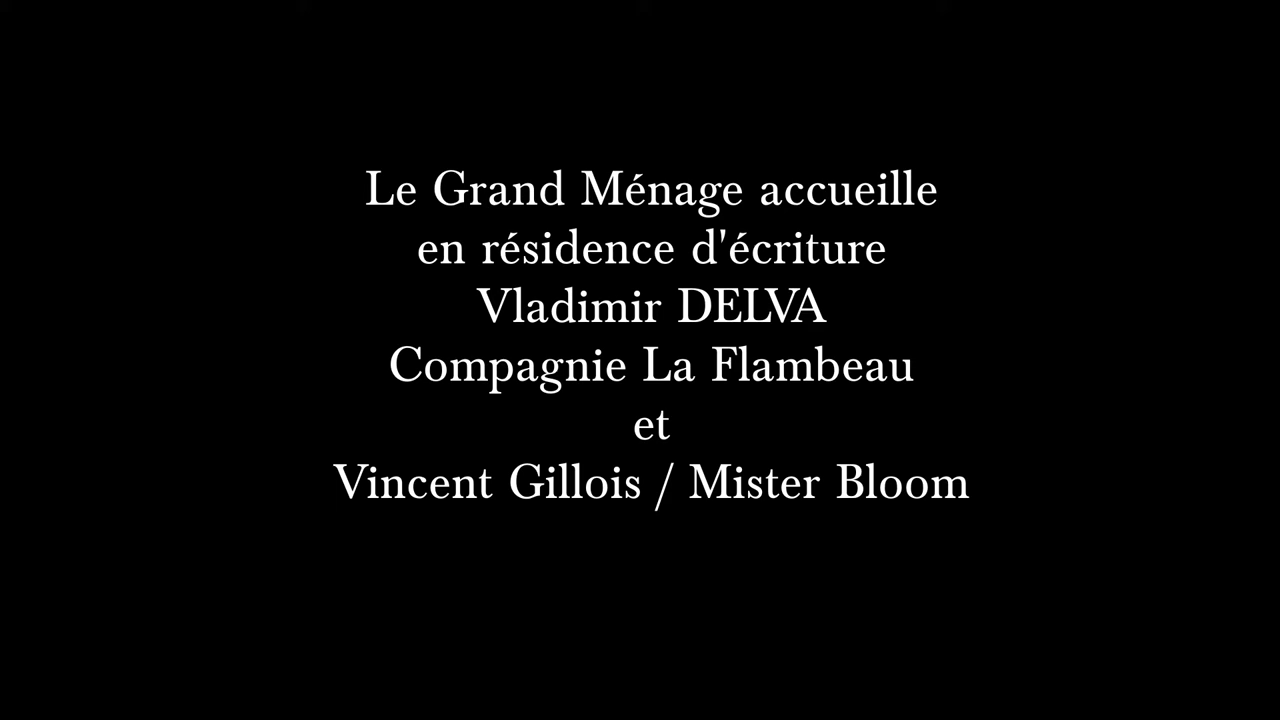 Le Grand Ménage accueille
en résidence d'écriture
Vladimir DELVA
Compagnie La Flambeau
et
Vincent Gillois / Mister Bloom